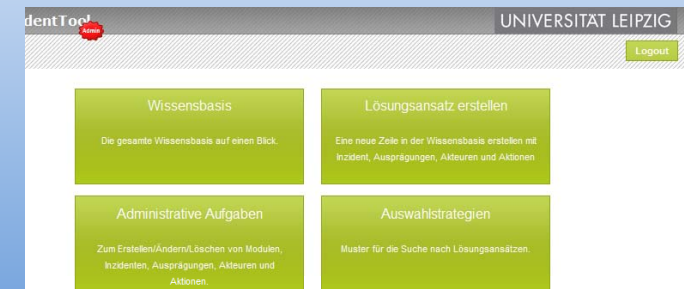 dentTool
Admin
UNIVERSITÄT LEIPZIG
Logout
Wissensbasis
Die gesamte Wissensbasis auf einen Blick.
Lösungsansatz erstellen
Eine neue Zeile in der Wissensbasis erstellen mit
Inzident, Ausprägungen, Akteuren und Aktionen
Administrative Aufgaben
Zum Erstellen/Ändern/Löschen von Modulen,
Inzidenten, Ausprägungen, Akteuren und
Aktionen.
Auswahlstrategien
Muster für die Suche nach Lösungsansätzen.